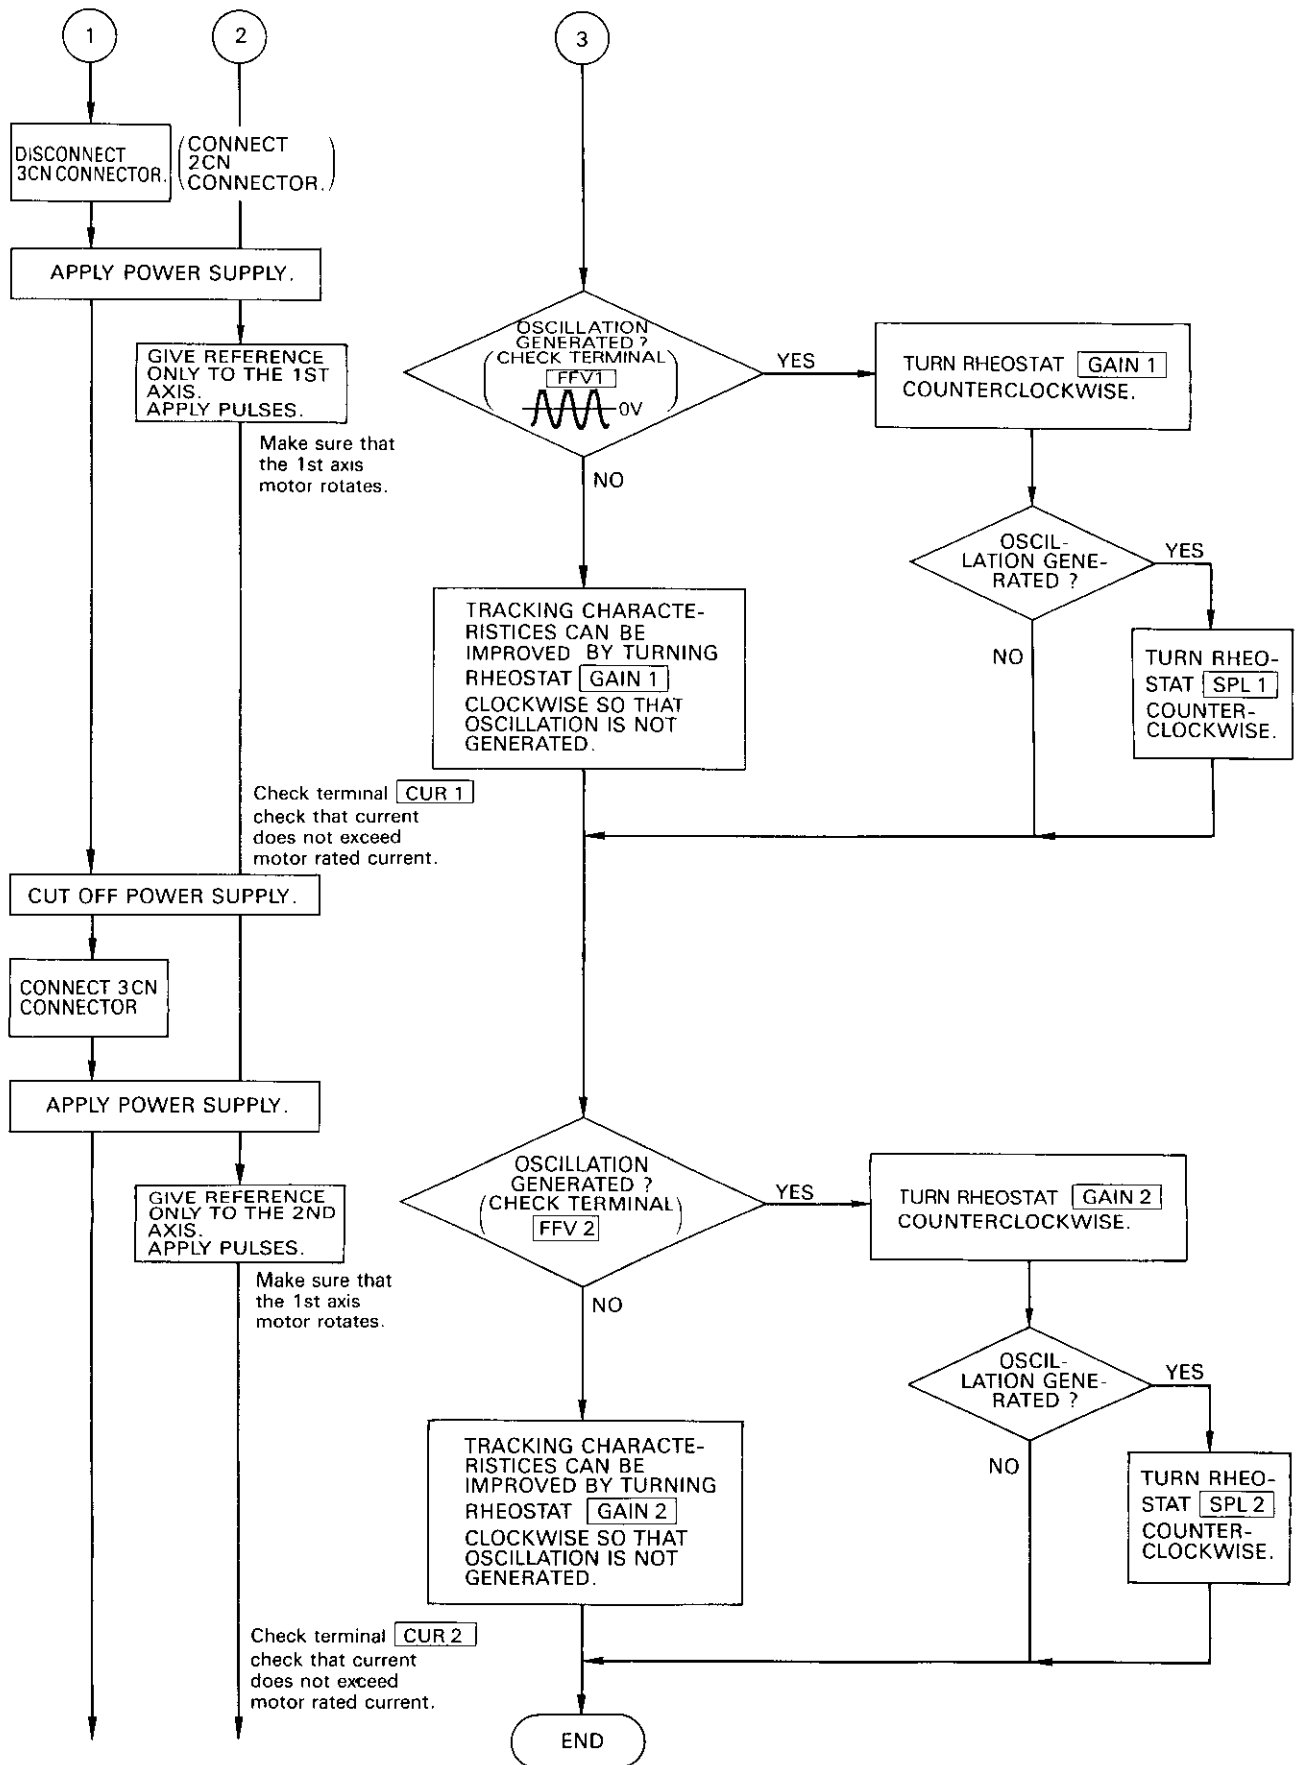 1
2
3
DISCONNECT
3CN CONNECTOR.
(CONNECT
2CN
CONNECTOR.)
APPLY POWER SUPPLY.
GIVE REFERENCE
ONLY TO THE 1ST
AXIS.
APPLY PULSES.
Make sure that
the 1st axis
motor rotates.
Check terminal CUR 1
check that current
does not exceed
motor rated current.
CUT OFF POWER SUPPLY.
CONNECT 3CN
CONNECTOR
APPLY POWER SUPPLY.
GIVE REFERENCE
ONLY TO THE 2ND
AXIS.
APPLY PULSES.
Make sure that
the 1st axis
motor rotates.
Check terminal CUR 2
check that current
does not exceed
motor rated current.
OSCILLATION
GENERATED ?
(CHECK TERMINAL
FFV1
0V)
YES
NO
TURN RHEOSTAT GAIN 1
COUNTERCLOCKWISE.
OSCIL-
LATION GENE-
RATED ?
YES
NO
TURN RHEO-
STAT SPL 1
COUNTER-
CLOCKWISE.
TRACKING CHARACTE-
RISTICES CAN BE
IMPROVED BY TURNING
RHEOSTAT GAIN 1
CLOCKWISE SO THAT
OSCILLATION IS NOT
GENERATED.
OSCILLATION
GENERATED ?
(CHECK TERMINAL
FFV 2)
YES
NO
TURN RHEOSTAT GAIN 2
COUNTERCLOCKWISE.
OSCIL-
LATION GENE-
RATED ?
YES
NO
TURN RHEO-
STAT SPL 2
COUNTER-
CLOCKWISE.
TRACKING CHARACTE-
RISTICES CAN BE
IMPROVED BY TURNING
RHEOSTAT GAIN 2
CLOCKWISE SO THAT
OSCILLATION IS NOT
GENERATED.
END